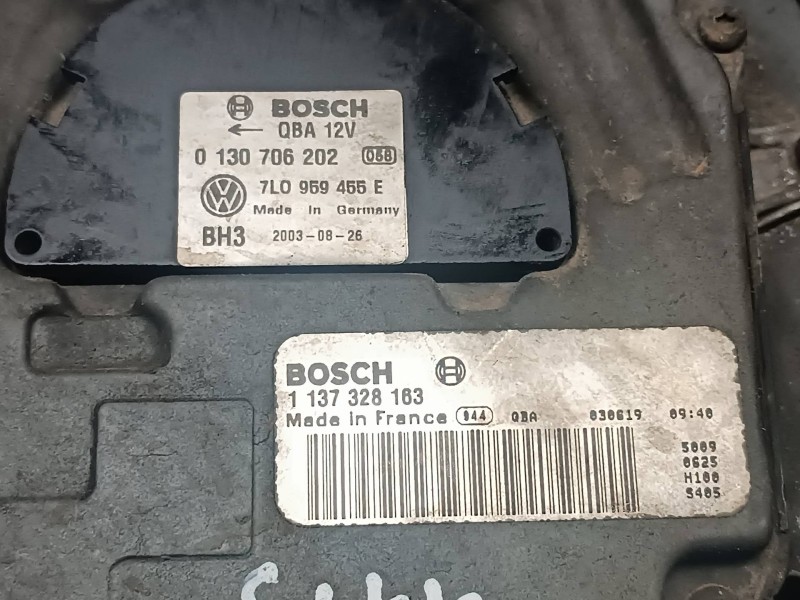 BOSCH
← QBA 12V
0 130 706 202 058
7L0 959 455 E
Made in Germany
BH3 2003-08-26
BOSCH
1 137 328 163
Made in France 944 QBA 030619 09:40
5009
0625
H100
5405